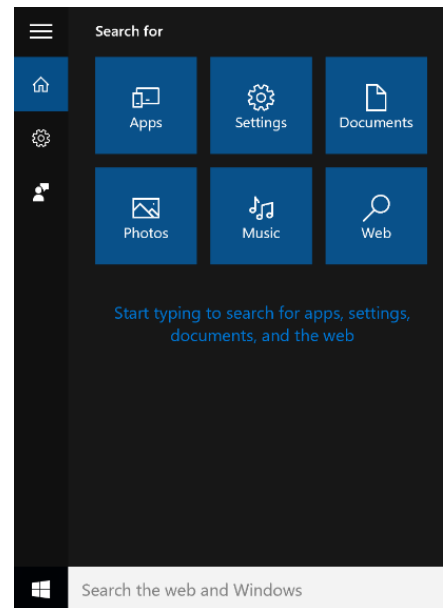 Search for
Apps
Settings
Documents
Photos
Music
Web
Start typing to search for apps, settings,
documents, and the web
Search the web and Windows